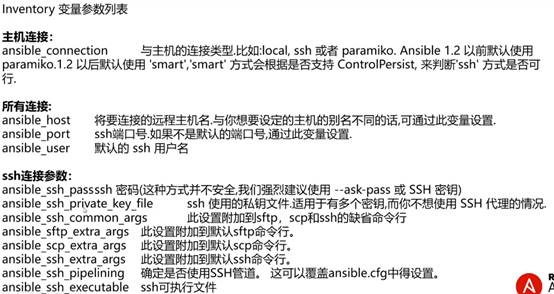 Inventory 变量参数列表
主机连接：
ansible_connection 与主机的连接类型.比如:local, ssh 或者 paramiko. Ansible 1.2 以前默认使用
paramiko.1.2 以后默认使用 'smart','smart' 方式会根据是否支持 ControlPersist, 来判断'ssh' 方式是否可
行.
所有连接:
ansible_host 将要连接的远程主机名.与你想要设定的主机的别名不同的话,可通过此变量设置.
ansible_port ssh端口号.如果不是默认的端口号,通过此变量设置.
ansible_user 默认的 ssh 用户名
ssh连接参数：
ansible_ssh_passssh 密码(这种方式并不安全,我们强烈建议使用 --ask-pass 或 SSH 密钥)
ansible_ssh_private_key_file ssh 使用的私钥文件.适用于有多个密钥,而你不想使用 SSH 代理的情况.
ansible_ssh_common_args 此设置附加到sftp，scp和ssh的缺省命令行
ansible_sftp_extra_args 此设置附加到默认sftp命令行。
ansible_scp_extra_args 此设置附加到默认scp命令行。
ansible_ssh_extra_args 此设置附加到默认ssh命令行。
ansible_ssh_pipelining 确定是否使用SSH管道。 这可以覆盖ansible.cfg中得设置。
ansible_ssh_executable ssh可执行文件